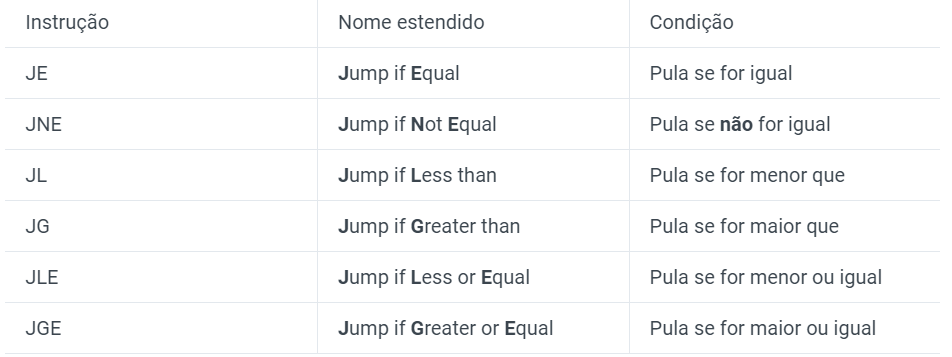 Instrução Nome estendido Condição
JE Jump if Equal Pula se for igual
JNE Jump if Not Equal Pula se não for igual
JL Jump if Less than Pula se for menor que
JG Jump if Greater than Pula se for maior que
JLE Jump if Less or Equal Pula se for menor ou igual
JGE Jump if Greater or Equal Pula se for maior ou igual